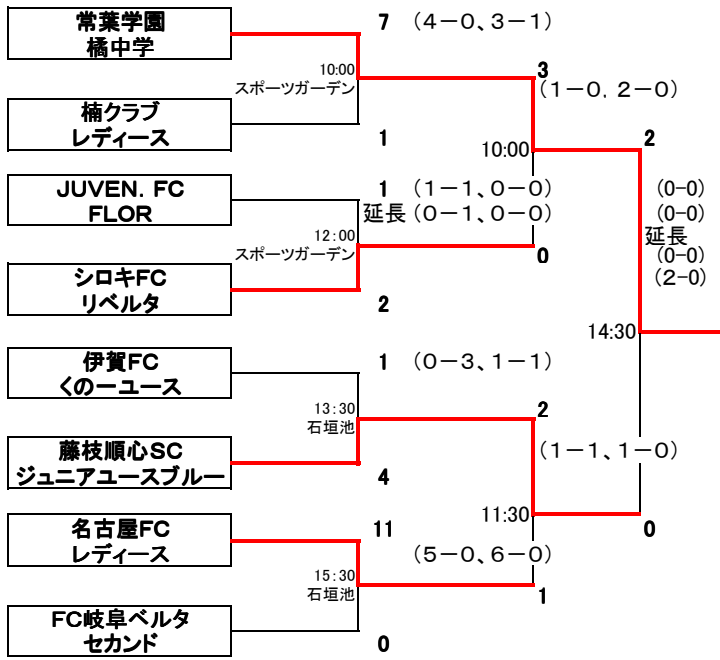 常葉学園
橘中学
7 (4－0、3－1)
10:00
スポーツガーデン
3
(1－0, 2－0)
楠クラブ
レディース
1
10:00
2
JUVEN. FC
FLOR
1 (1－1、0－0)
延長 (0－1、0－0)
(0-0)
(0-0)
延長
(0-0)
(2-0)
12:00
スポーツガーデン
0
シロキFC
リベルタ
2
14:30
伊賀FC
くのーユース
1 (0－3、1－1)
13:30
石垣池
2
(1－1、1－0)
藤枝順心SC
ジュニアユースブルー
4
11:30
0
名古屋FC
レディース
11
(5－0、6－0)
15:30
石垣池
1
FC岐阜ベルタ
セカンド
0